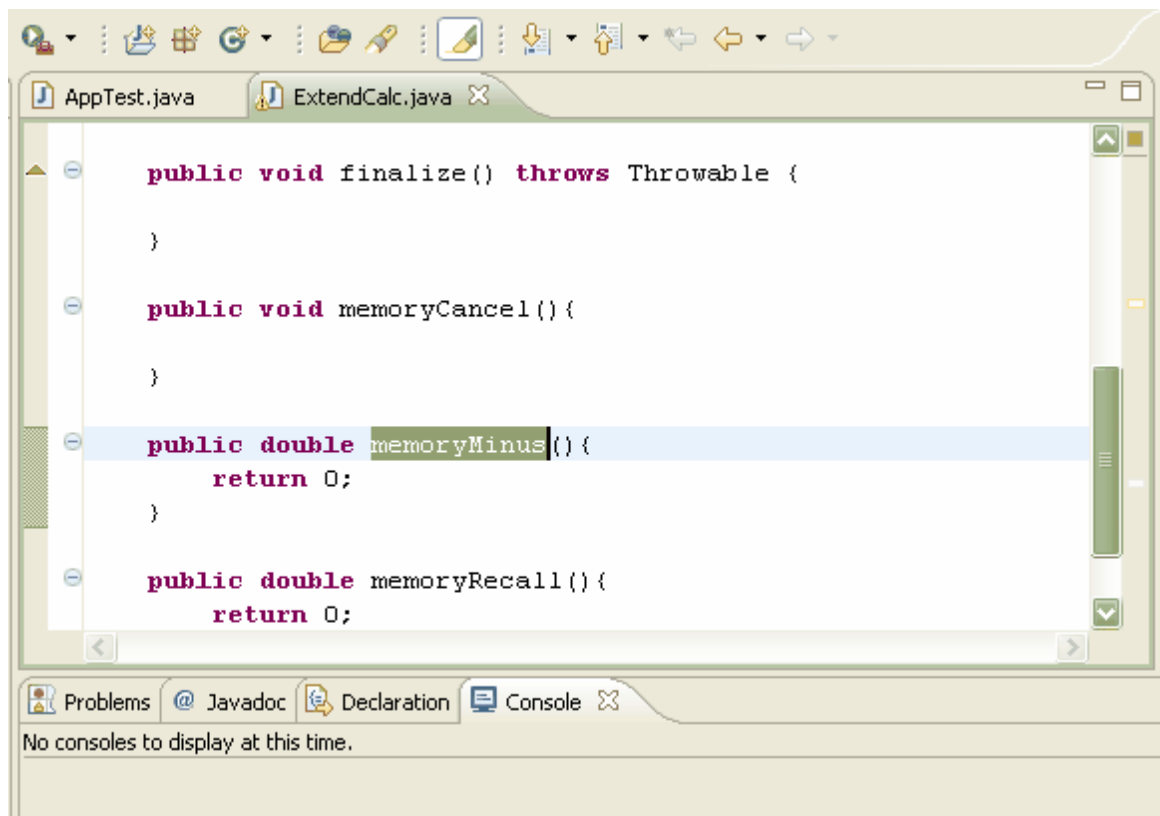 AppTest.java ExtendCalc.java
public void finalize() throws Throwable {
}
public void memoryCancel(){
}
public double memoryMinus(){
return 0;
}
public double memoryRecall(){
return 0;
Problems @ Javadoc Declaration Console
No consoles to display at this time.